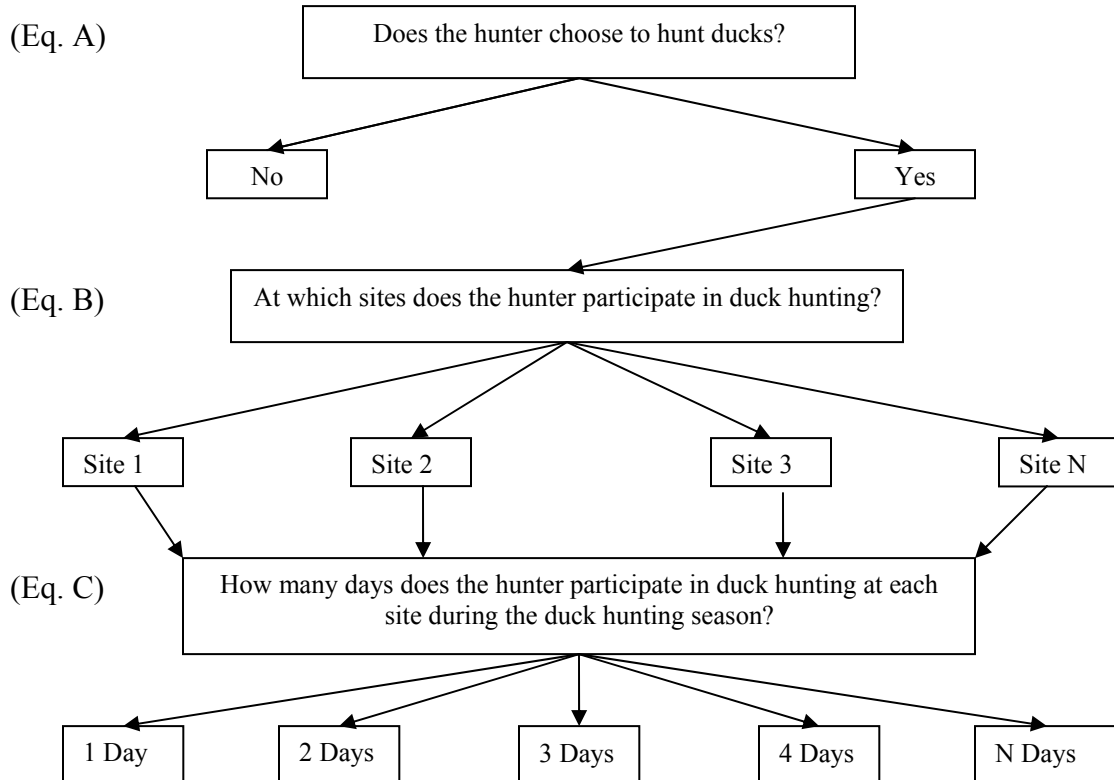 (Eq. A)
Does the hunter choose to hunt ducks?
No
Yes
(Eq. B)
At which sites does the hunter participate in duck hunting?
Site 1
Site 2
Site 3
Site N
(Eq. C)
How many days does the hunter participate in duck hunting at each
site during the duck hunting season?
1 Day
2 Days
3 Days
4 Days
N Days